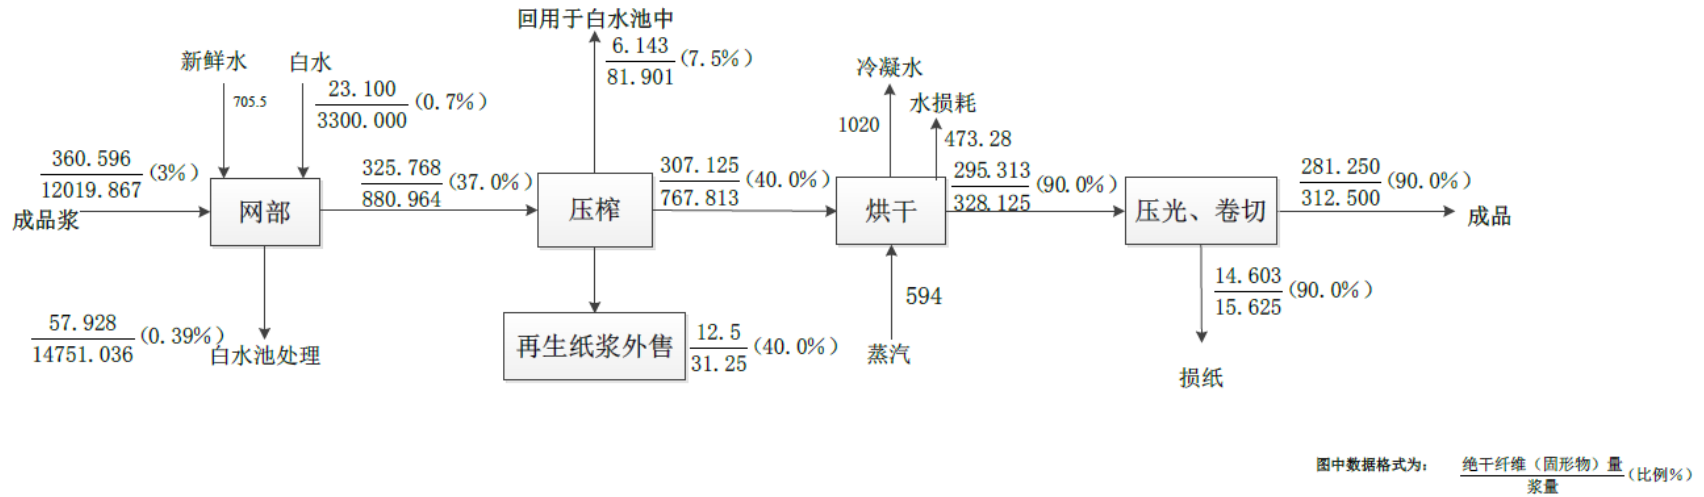 回用于白水池中
6.143
81.901
(7.5%)
新鲜水
白水
冷凝水
705.5
23.100
3300.000
(0.7%)
水损耗
1020
473.28
360.596
12019.867
(3%)
成品浆
网部
325.768
880.964
(37.0%)
压榨
307.125
767.813
(40.0%)
烘干
295.313
328.125
(90.0%)
压光、卷切
281.250
312.500
(90.0%)
成品
57.928
14751.036
(0.39%)
白水池处理
再生纸浆外售
12.5
31.25
(40.0%)
594
蒸汽
14.603
15.625
(90.0%)
损纸
图中数据格式为:
绝干纤维（固形物）量
浆量
(比例%)